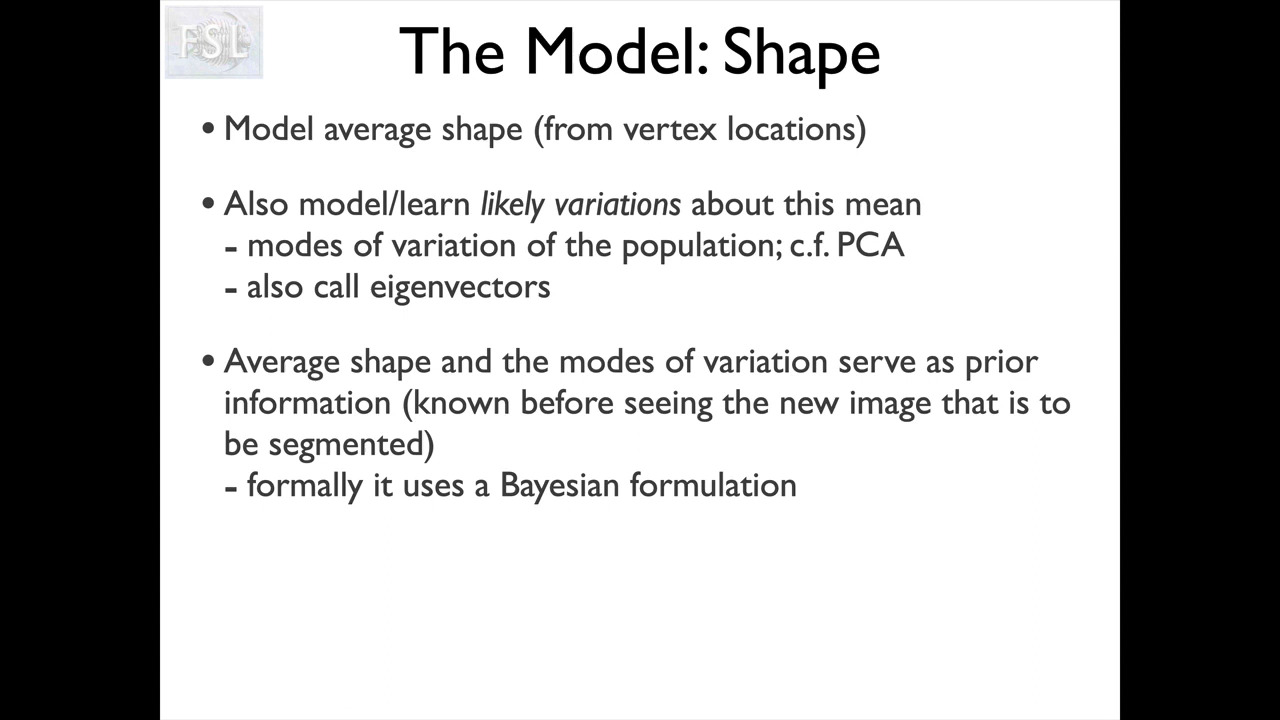 FSL
The Model: Shape
• Model average shape (from vertex locations)
• Also model/learn likely variations about this mean
- modes of variation of the population; c.f. PCA
- also call eigenvectors
• Average shape and the modes of variation serve as prior
information (known before seeing the new image that is to
be segmented)
- formally it uses a Bayesian formulation